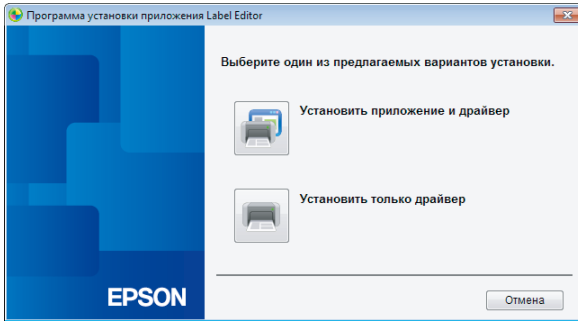 Программа установки приложения Label Editor
Выберите один из предлагаемых вариантов установки.
Установить приложение и драйвер
Установить только драйвер
EPSON
Отмена